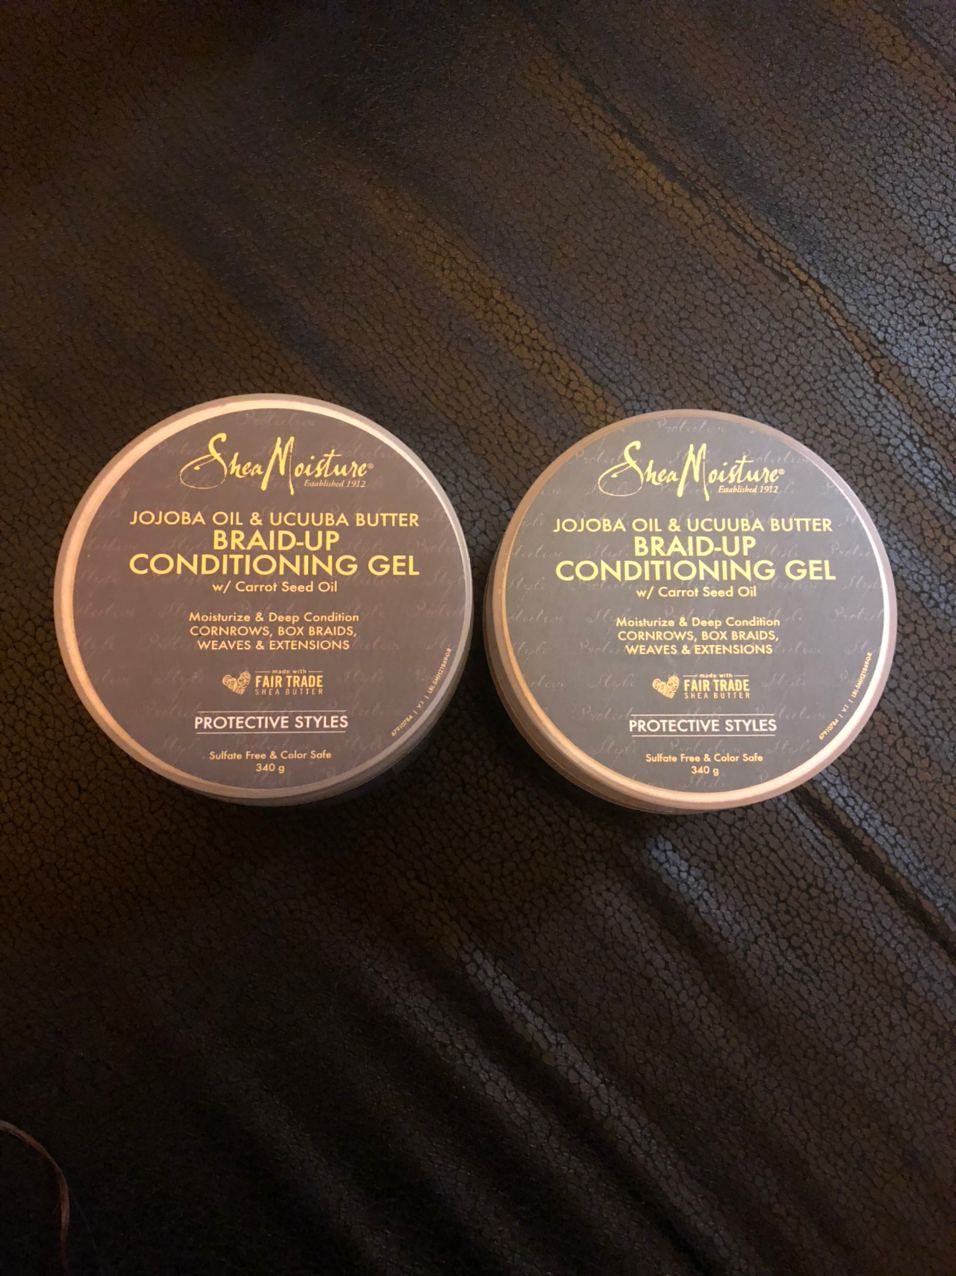 SheaMoisture®
Established 1912
JOJOBA OIL & UCUUBA BUTTER
BRAID-UP
CONDITIONING GEL
w/ Carrot Seed Oil
Moisturize & Deep Condition
CORNROWS, BOX BRAIDS,
WEAVES & EXTENSIONS
made with
FAIR TRADE
SHEA BUTTER
PROTECTIVE STYLES
Sulfate Free & Color Safe
340 g
SheaMoisture®
Established 1912
JOJOBA OIL & UCUUBA BUTTER
BRAID-UP
CONDITIONING GEL
w/ Carrot Seed Oil
Moisturize & Deep Condition
CORNROWS, BOX BRAIDS,
WEAVES & EXTENSIONS
made with
FAIR TRADE
SHEA BUTTER
PROTECTIVE STYLES
Sulfate Free & Color Safe
340 g